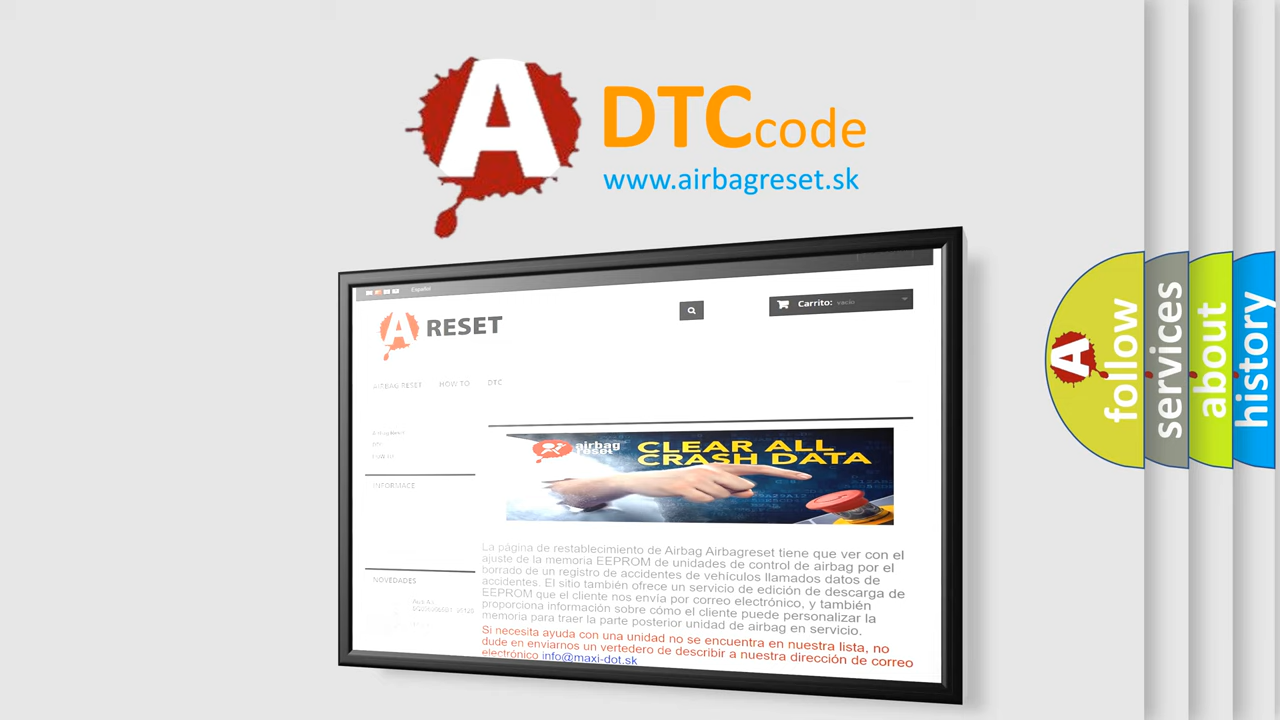 A DTCcode
www.airbagreset.sk
Español
A RESET
Carrito: vacío
AIRBAG RESET HOW TO DTC
INFORMACE
airbag
reset
CLEAR ALL
CRASH DATA
La página de restablecimiento de Airbag Airbagreset tiene que ver con el
ajuste de la memoria EEPROM de unidades de control de airbag por el
borrado de un registro de accidentes de vehículos llamados datos de
accidentes. El sitio también ofrece un servicio de edición de descarga de
EEPROM que el cliente nos envía por correo electrónico, y también
proporciona información sobre cómo el cliente puede personalizar la
memoria para traer la parte posterior unidad de airbag en servicio.
Si necesita ayuda con una unidad no se encuentra en nuestra lista, no
dude en enviarnos un vertedero de describir a nuestra dirección de correo
electrónico info@maxi-dot.sk
NOVEDADES
A follow
services
about
history